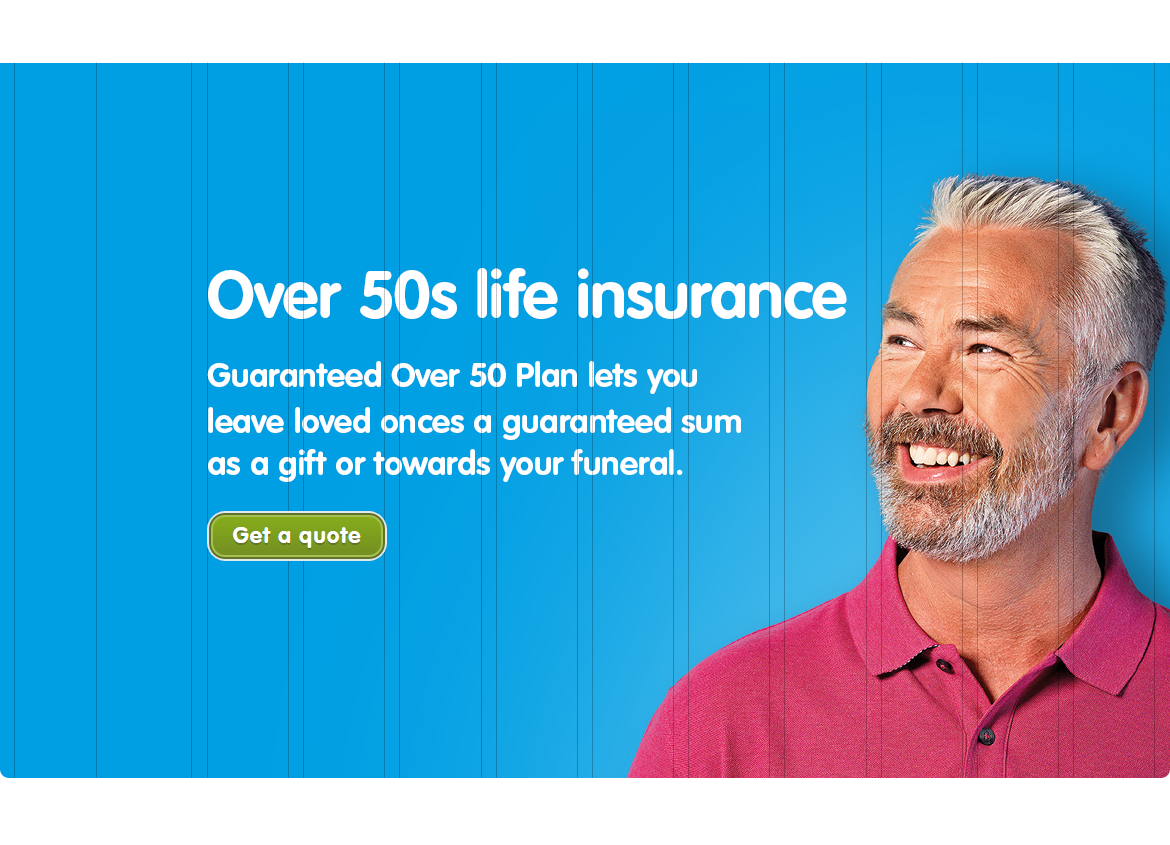 Over 50s life insurance
Guaranteed Over 50 Plan lets you
leave loved onces a guaranteed sum
as a gift or towards your funeral.
Get a quote